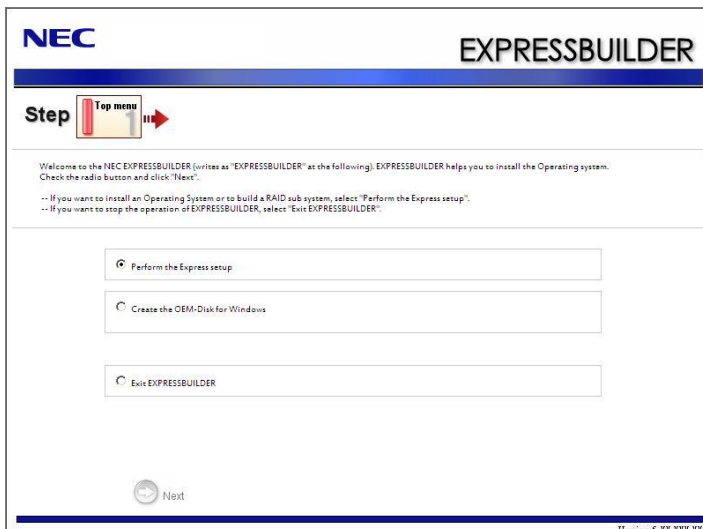 NEC
EXPRESSBUILDER
Step
Top menu
1
Welcome to the NEC EXPRESSBUILDER (writes as "EXPRESSBUILDER" at the following). EXPRESSBUILDER helps you to install the Operating system.
Check the radio button and click "Next".
-- If you want to install an Operating System or to build a RAID sub system, select "Perform the Express setup".
-- If you want to stop the operation of EXPRESSBUILDER, select "Exit EXPRESSBUILDER".
Perform the Express setup
Create the OEM-Disk for Windows
Exit EXPRESSBUILDER
Next